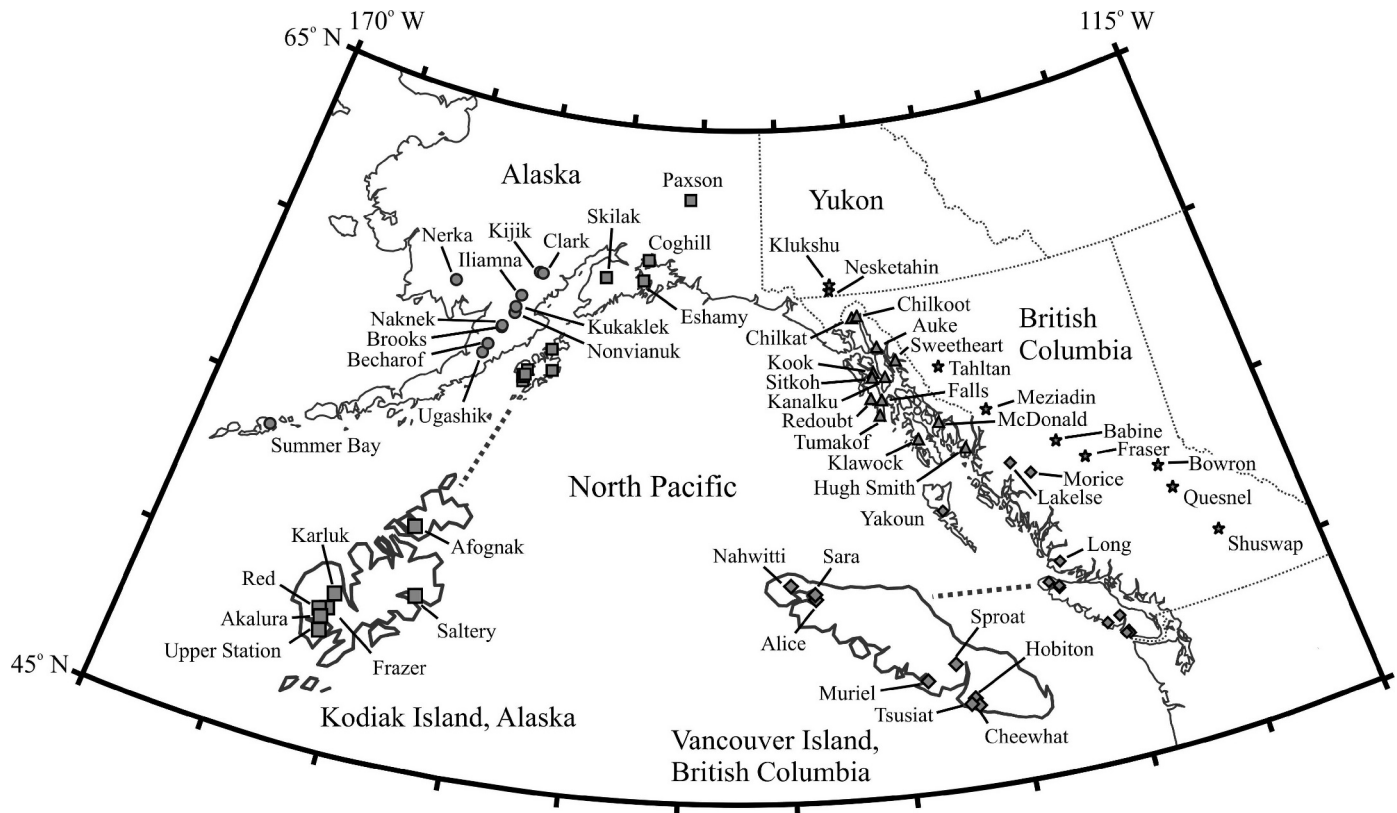 170° W
115° W
65° N
Alaska
Paxson
Yukon
Skilak
Kijik
Clark
Coghill
Nerka
Iliamna
Klukshu
Nesketahin
Naknek
Kukaklek
Eshamy
Chilkoot
Brooks
Nonvianuk
Chilkat
Auke
British
Columbia
Becharof
Sweetheart
Kook
Tahltan
Sitkoh
Falls
Ugashik
Kanalku
Meziadin
Redoubt
McDonald
Summer Bay
Tumakof
Babine
Klawock
Fraser
Bowron
North Pacific
Hugh Smith
Morice
Lakelse
Quesnel
Yakoun
Shuswap
Karluk
Afognak
Nahwitti
Sara
Long
Red
Akalura
Saltery
Alice
Sproat
Upper Station
Hobiton
45° N
Frazer
Muriel
Tsusiat
Kodiak Island, Alaska
Cheewhat
Vancouver Island,
British Columbia